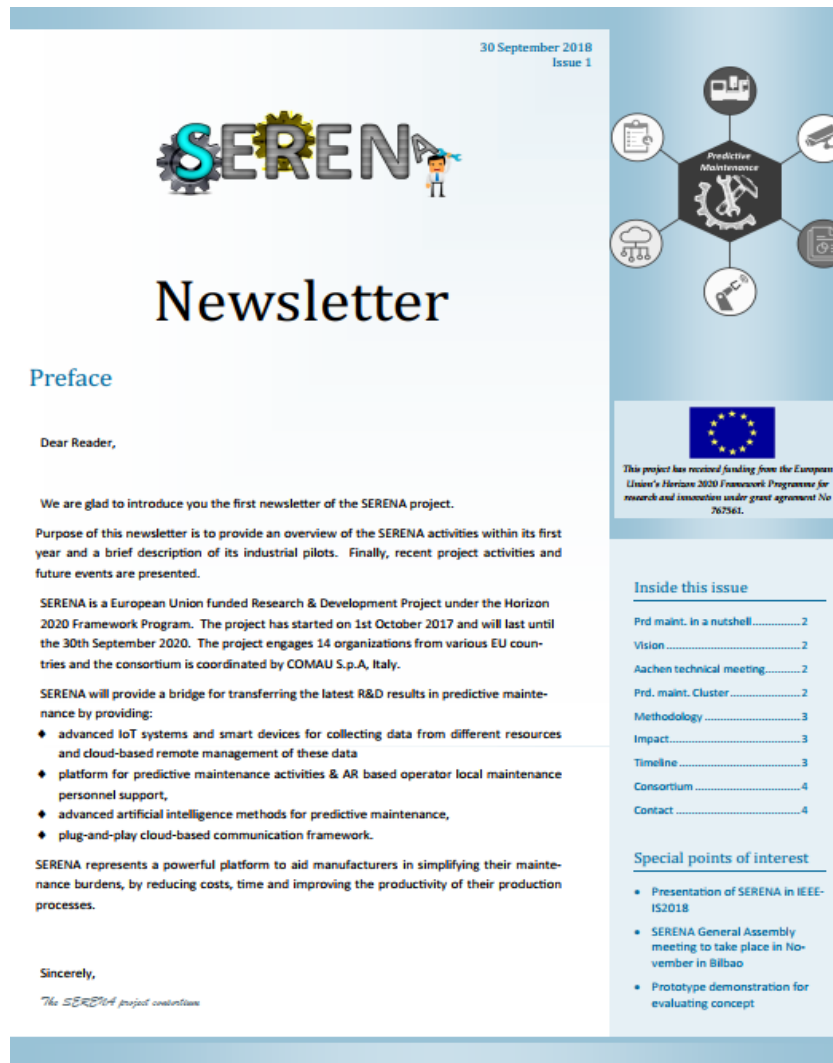 30 September 2018
Issue 1
SERENA
Newsletter
Preface
Dear Reader,
We are glad to introduce you the first newsletter of the SERENA project.
Purpose of this newsletter is to provide an overview of the SERENA activities within its first
year and a brief description of its industrial pilots. Finally, recent project activities and
future events are presented.
SERENA is a European Union funded Research & Development Project under the Horizon
2020 Framework Program. The project has started on 1st October 2017 and will last until
the 30th September 2020. The project engages 14 organizations from various EU coun-
tries and the consortium is coordinated by COMAU S.p.A, Italy.
SERENA will provide a bridge for transferring the latest R&D results in predictive mainte-
nance by providing:
♦ advanced IoT systems and smart devices for collecting data from different resources
and cloud-based remote management of these data
♦ platform for predictive maintenance activities & AR based operator local maintenance
personnel support,
♦ advanced artificial intelligence methods for predictive maintenance,
♦ plug-and-play cloud-based communication framework.
SERENA represents a powerful platform to aid manufacturers in simplifying their mainte-
nance burdens, by reducing costs, time and improving the productivity of their production
processes.
Sincerely,
The SERENA project consortium
Predictive
Maintenance
This project has received funding from the European
Union's Horizon 2020 Framework Programme for
research and innovation under grant agreement No
767561.
Inside this issue
Prd maint. in a nutshell...............2
Vision..........................................2
Aachen technical meeting..........2
Prd. maint. Cluster......................2
Methodology..............................3
Impact.........................................3
Timeline......................................3
Consortium.................................4
Contact.......................................4
Special points of interest
• Presentation of SERENA in IEEE-
IS2018
• SERENA General Assembly
meeting to take place in No-
vember in Bilbao
• Prototype demonstration for
evaluating concept